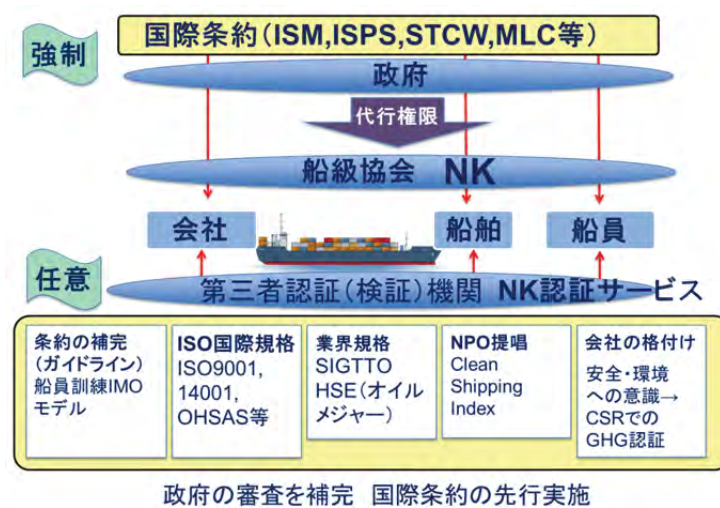 強制
国際条約（ISM,ISPS,STCW,MLC等）
政府
代行権限
船級協会 NK
会社
船舶
船員
任意
第三者認証（検証）機関 NK認証サービス
条約の補完
（ガイドライン）
船員訓練IMO
モデル
ISO国際規格
ISO9001,
14001,
OHSAS等
業界規格
SIGTTO
HSE（オイル
メジャー）
NPO提唱
Clean
Shipping
Index
会社の格付け
安全・環境
への意識→
CSRでの
GHG認証
政府の審査を補完 国際条約の先行実施